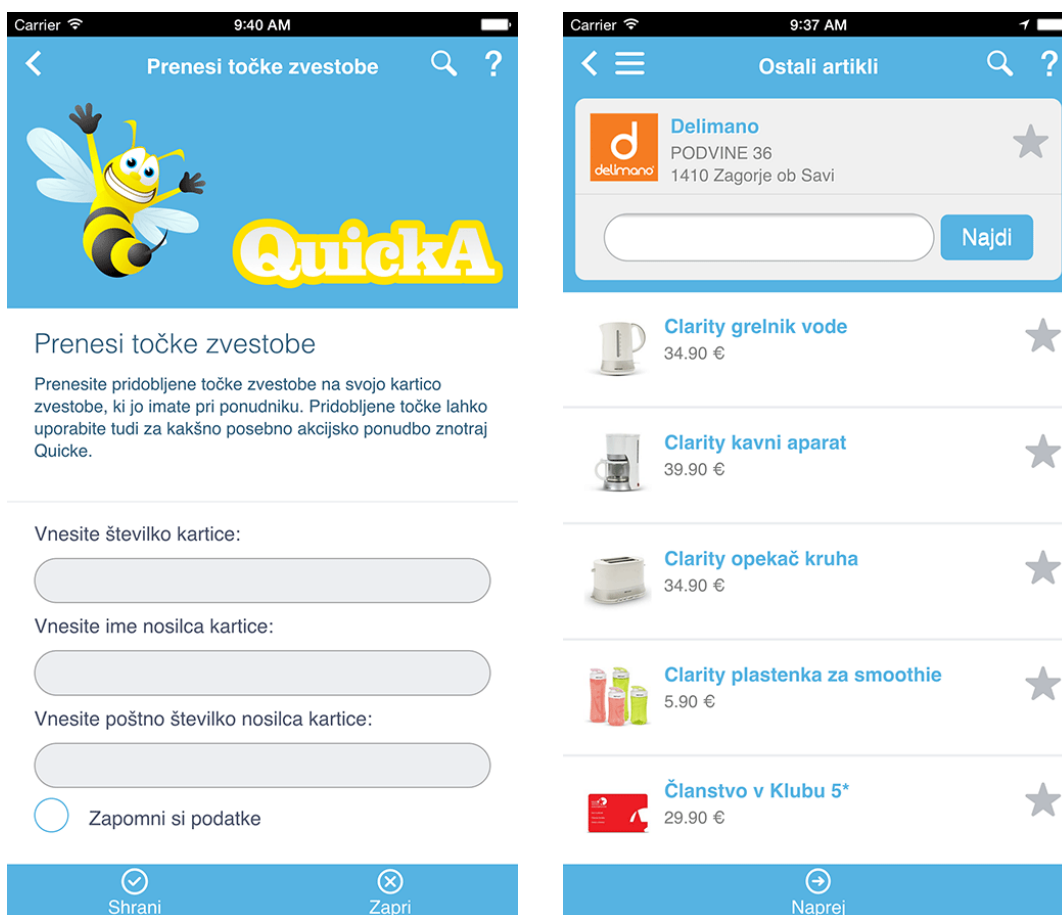 Carrier 9:40 AM
Prenesi točke zvestobe ?
QuickA
Prenesi točke zvestobe
Prenesite pridobljene točke zvestobe na svojo kartico
zvestobe, ki jo imate pri ponudniku. Pridobljene točke lahko
uporabite tudi za kakšno posebno akcijsko ponudbo znotraj
Quicke.
Vnesite številko kartice:
Vnesite ime nosilca kartice:
Vnesite poštno številko nosilca kartice:
Zapomni si podatke
Shrani Zapri
Carrier 9:37 AM
Ostali artikli ?
delimano
Delimano
PODVINE 36
1410 Zagorje ob Savi
Najdi
Clarity grelnik vode
34.90 €
Clarity kavni aparat
39.90 €
Clarity opekač kruha
34.90 €
Clarity plastenka za smoothie
5.90 €
Članstvo v Klubu 5*
29.90 €
Naprej